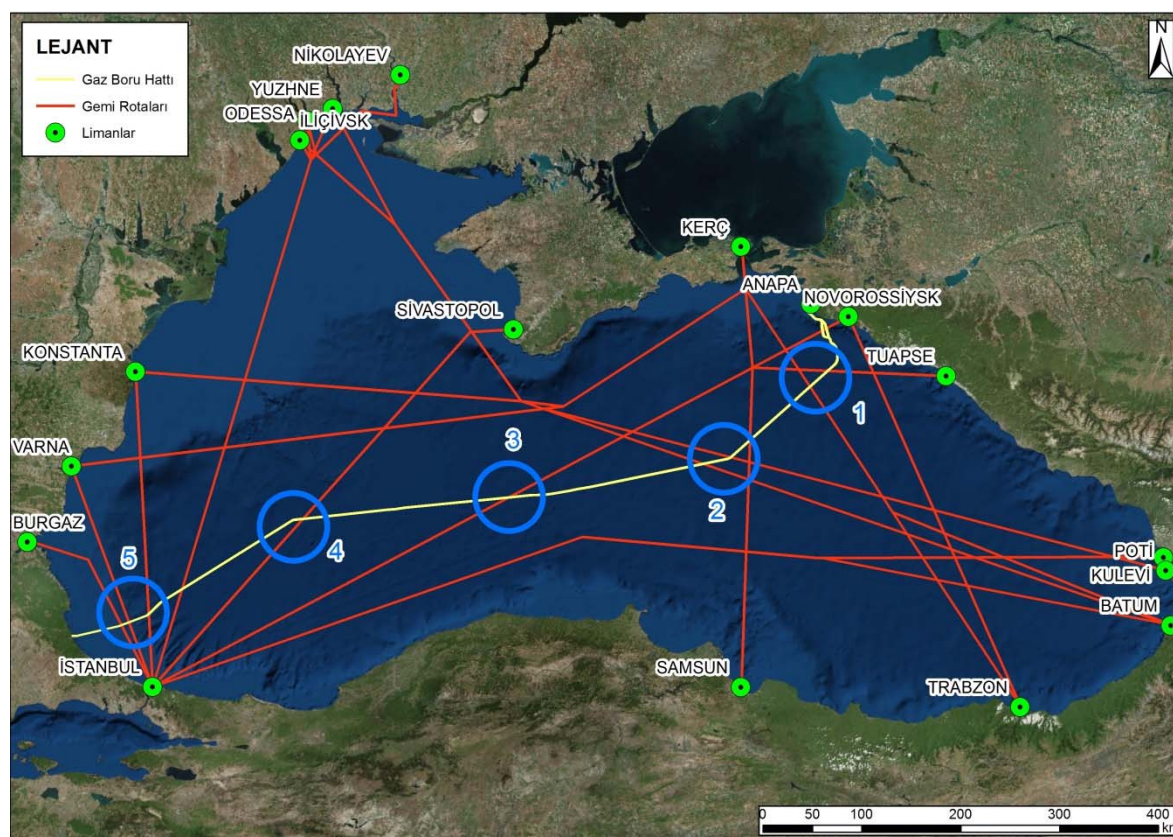 LEJANT
Gaz Boru Hattı
Gemi Rotaları
Limanlar
N
NİKOLAYEV
YUZHNE
ODESSA
İLİÇİVSK
KERÇ
ANAPA
NOVOROSSİYSK
SİVASTOPOL
TUAPSE
KONSTANTA
1
VARNA
3
2
BURGAZ
4
5
POTİ
KULEVİ
BATUM
İSTANBUL
SAMSUN
TRABZON
0 50 100 200 300 400
km